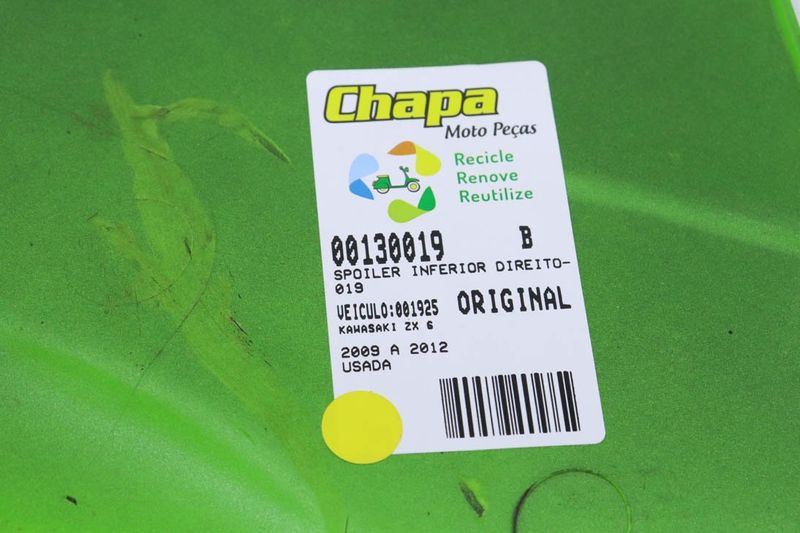 Chapa
Moto Peças
Recicle
Renove
Reutilize
00130019 B
SPOILER INFERIOR DIREITO-
019
VEICULO:001925 ORIGINAL
KAWASAKI ZX 6
2009 A 2012
USADA